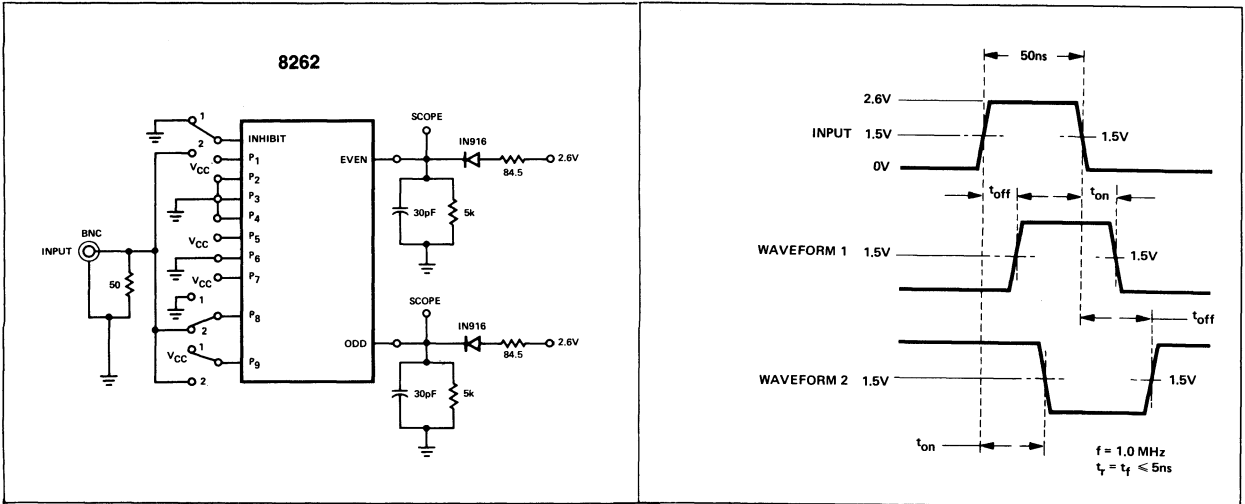 8262
1
INHIBIT
2
P1
VCC
P2
P3
P4
VCC P5
P6
VCC P7
1
P8
2
1
VCC
P9
2
BNC
INPUT
50
EVEN
SCOPE
IN916
84.5
2.6V
30pF
5k
SCOPE
ODD
IN916
84.5
2.6V
30pF
5k
50ns
2.6V
INPUT 1.5V
1.5V
0V
toff
ton
WAVEFORM 1 1.5V
1.5V
toff
WAVEFORM 2 1.5V
1.5V
ton
f = 1.0 MHz
tr = tf ≤ 5ns